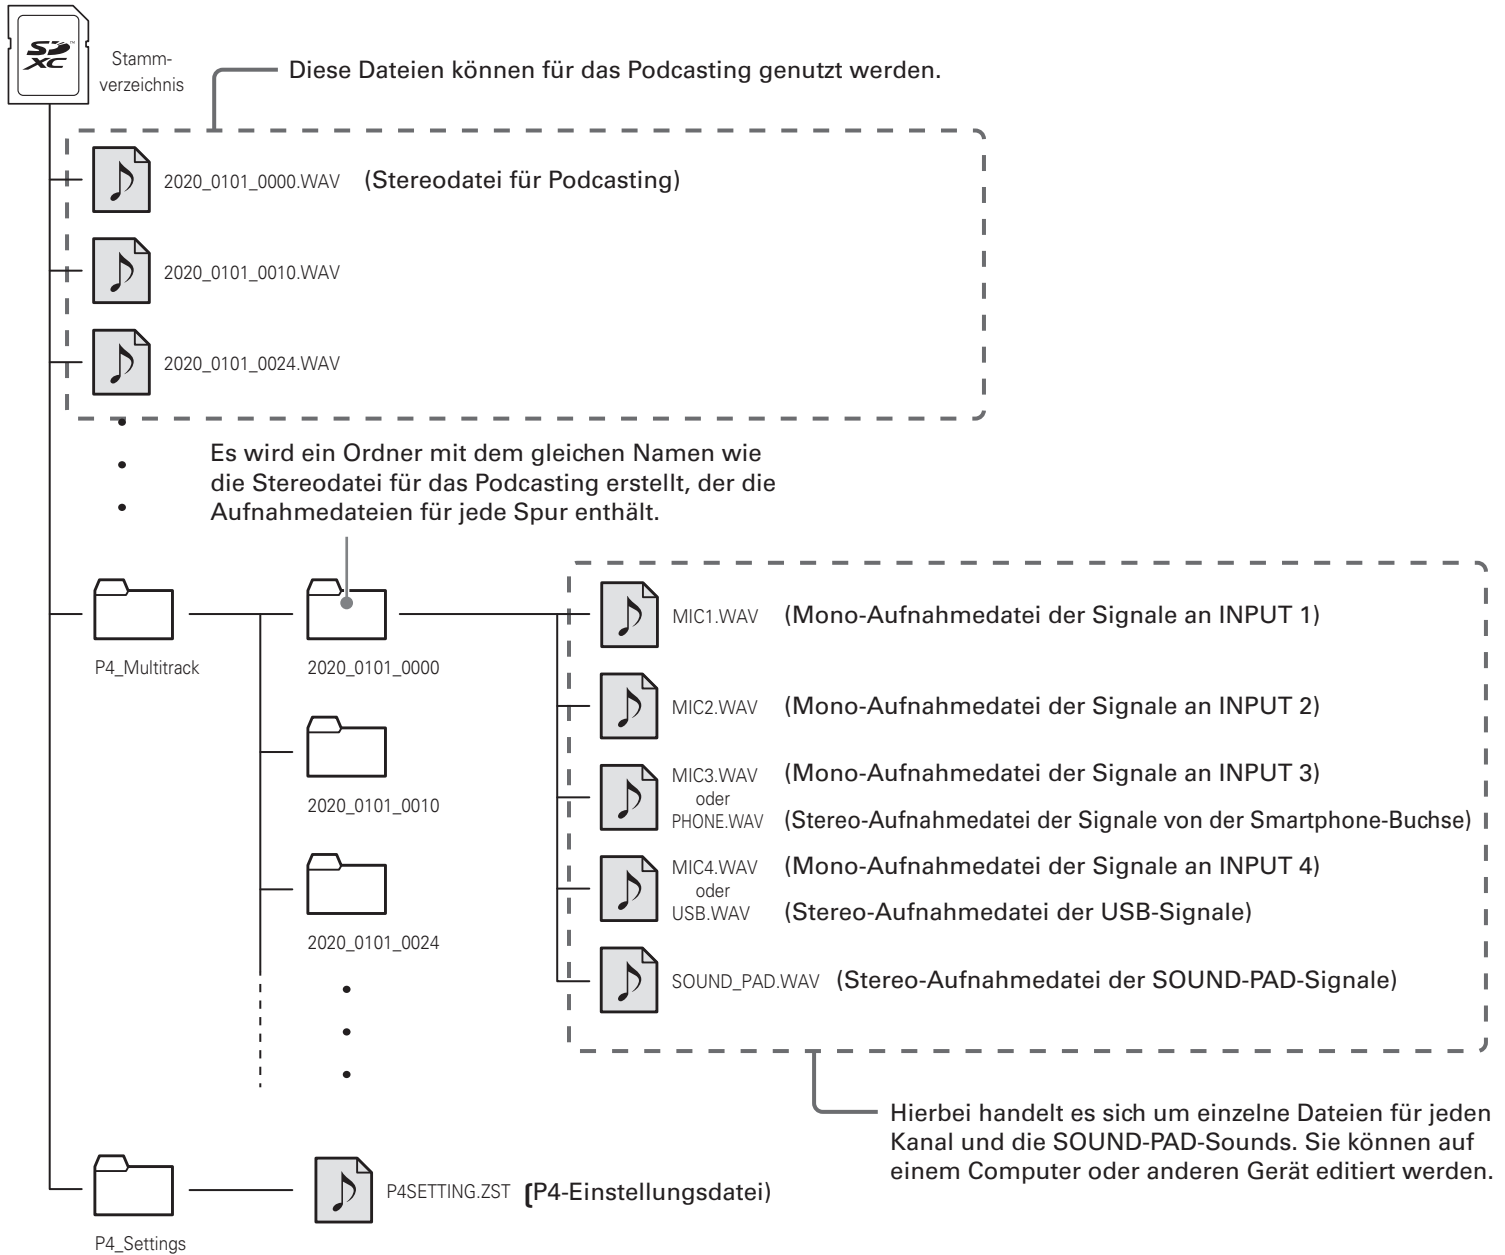 SD XC
Stamm-
verzeichnis
Diese Dateien können für das Podcasting genutzt werden.
2020_0101_0000.WAV (Stereodatei für Podcasting)
2020_0101_0010.WAV
2020_0101_0024.WAV
Es wird ein Ordner mit dem gleichen Namen wie
die Stereodatei für das Podcasting erstellt, der die
Aufnahmedateien für jede Spur enthält.
P4_Multitrack
2020_0101_0000
2020_0101_0010
2020_0101_0024
MIC1.WAV (Mono-Aufnahmedatei der Signale an INPUT 1)
MIC2.WAV (Mono-Aufnahmedatei der Signale an INPUT 2)
MIC3.WAV (Mono-Aufnahmedatei der Signale an INPUT 3)
oder
PHONE.WAV (Stereo-Aufnahmedatei der Signale von der Smartphone-Buchse)
MIC4.WAV (Mono-Aufnahmedatei der Signale an INPUT 4)
oder
USB.WAV (Stereo-Aufnahmedatei der USB-Signale)
SOUND_PAD.WAV (Stereo-Aufnahmedatei der SOUND-PAD-Signale)
Hierbei handelt es sich um einzelne Dateien für jeden
Kanal und die SOUND-PAD-Sounds. Sie können auf
einem Computer oder anderen Gerät editiert werden.
P4SETTING.ZST (P4-Einstellungsdatei)
P4_Settings